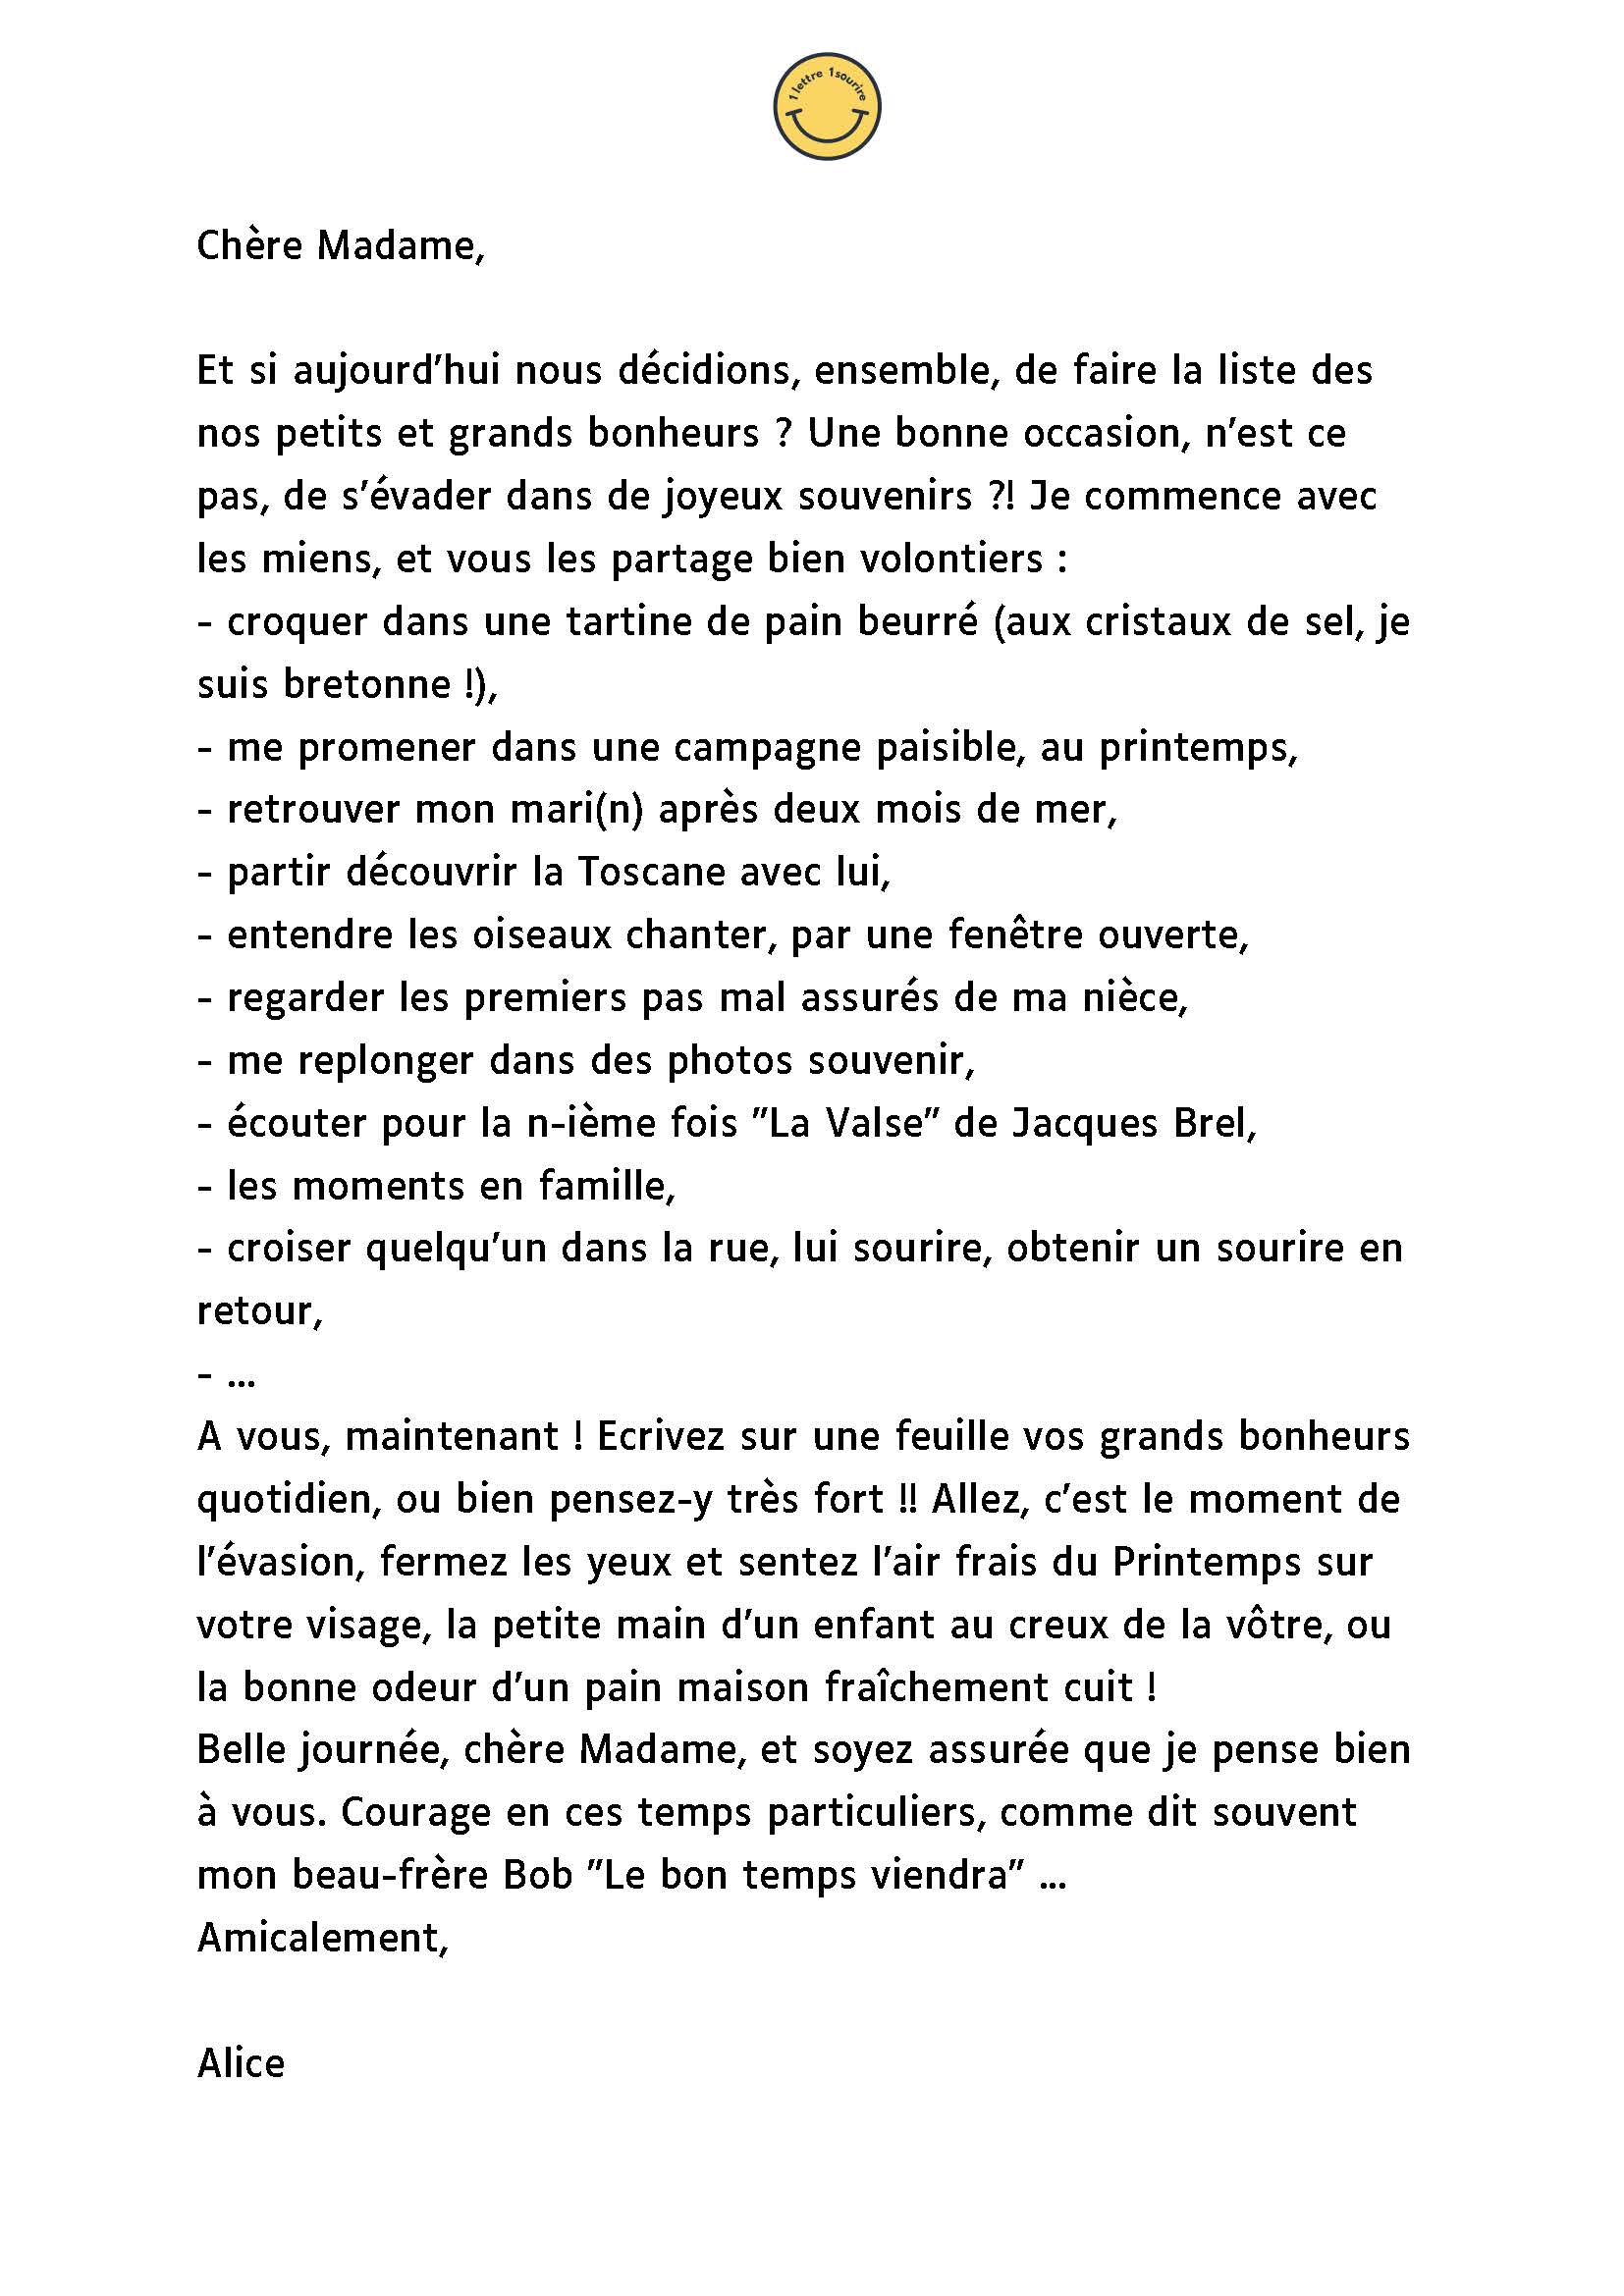 1 lettre 1 sourire
Chère Madame,
Et si aujourd'hui nous décidions, ensemble, de faire la liste des
nos petits et grands bonheurs ? Une bonne occasion, n'est ce
pas, de s'évader dans de joyeux souvenirs ?! Je commence avec
les miens, et vous les partage bien volontiers :
- croquer dans une tartine de pain beurré (aux cristaux de sel, je
suis bretonne !),
- me promener dans une campagne paisible, au printemps,
- retrouver mon mari(n) après deux mois de mer,
- partir découvrir la Toscane avec lui,
- entendre les oiseaux chanter, par une fenêtre ouverte,
- regarder les premiers pas mal assurés de ma nièce,
- me replonger dans des photos souvenir,
- écouter pour la n-ième fois "La Valse" de Jacques Brel,
- les moments en famille,
- croiser quelqu'un dans la rue, lui sourire, obtenir un sourire en
retour,
- ...
A vous, maintenant ! Ecrivez sur une feuille vos grands bonheurs
quotidien, ou bien pensez-y très fort !! Allez, c'est le moment de
l'évasion, fermez les yeux et sentez l'air frais du Printemps sur
votre visage, la petite main d'un enfant au creux de la vôtre, ou
la bonne odeur d'un pain maison fraîchement cuit !
Belle journée, chère Madame, et soyez assurée que je pense bien
à vous. Courage en ces temps particuliers, comme dit souvent
mon beau-frère Bob "Le bon temps viendra" ...
Amicalement,
Alice